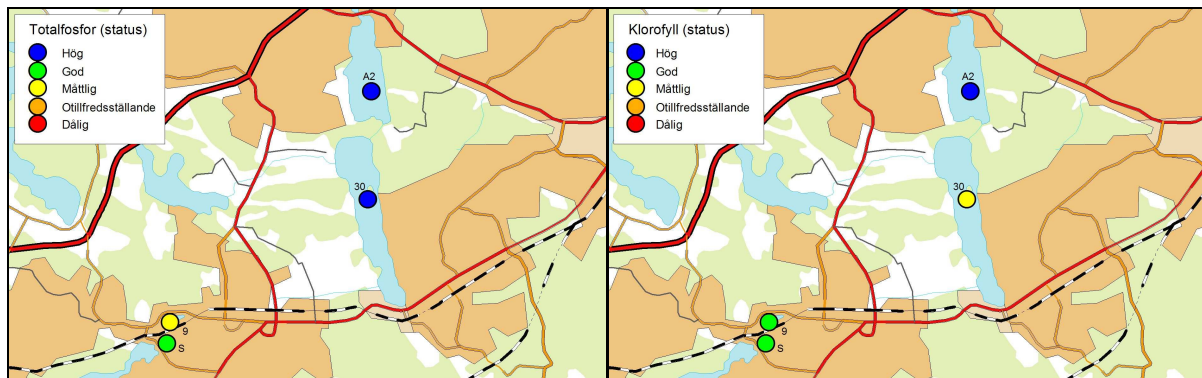 Totalfosfor (status)
Hög
God
Måttlig
Otillfredsställande
Dålig
A2
30
9
S
Klorofyll (status)
Hög
God
Måttlig
Otillfredsställande
Dålig
A2
30
9
S